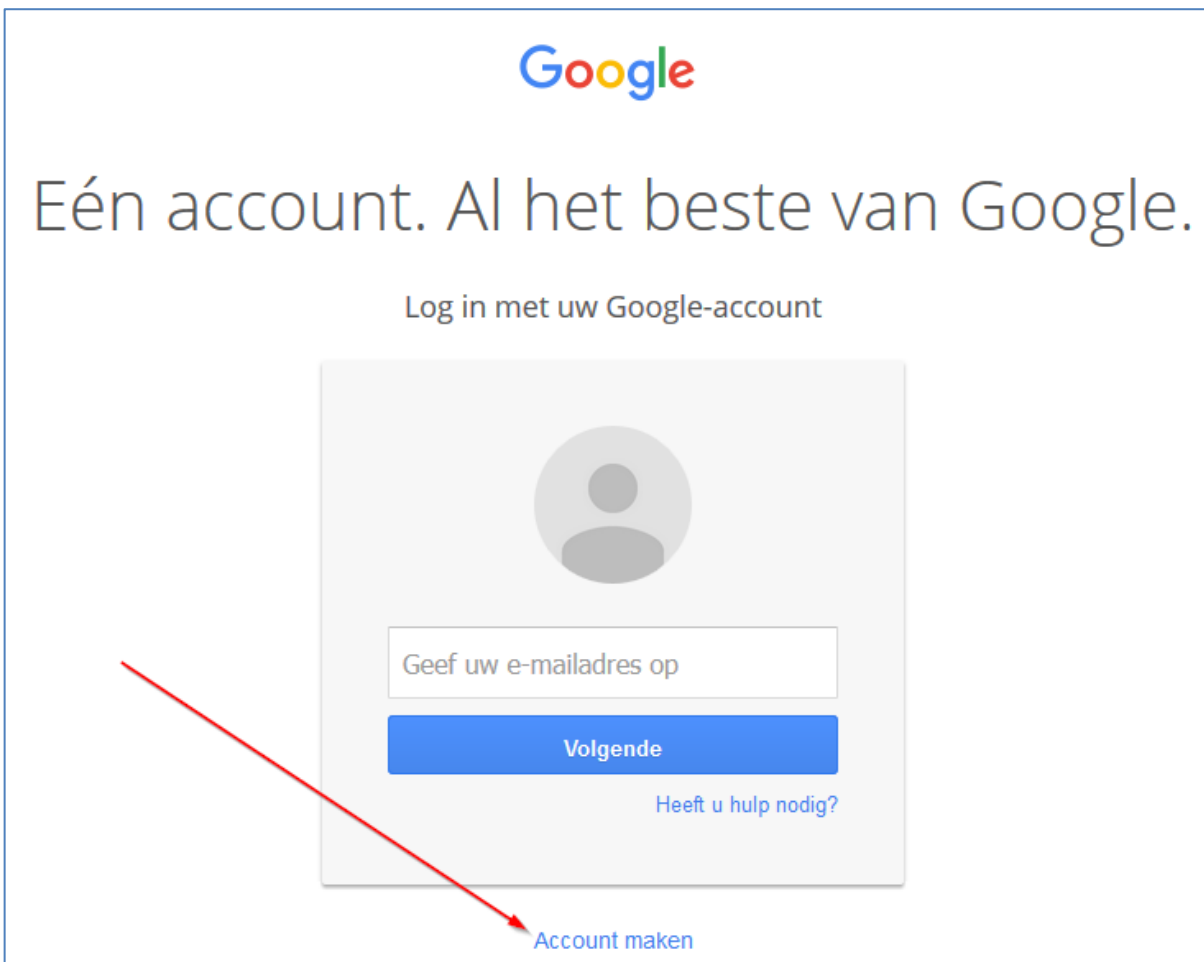 Google
Eén account. Al het beste van Google.
Log in met uw Google-account
Geef uw e-mailadres op
Volgende
Heeft u hulp nodig?
Account maken